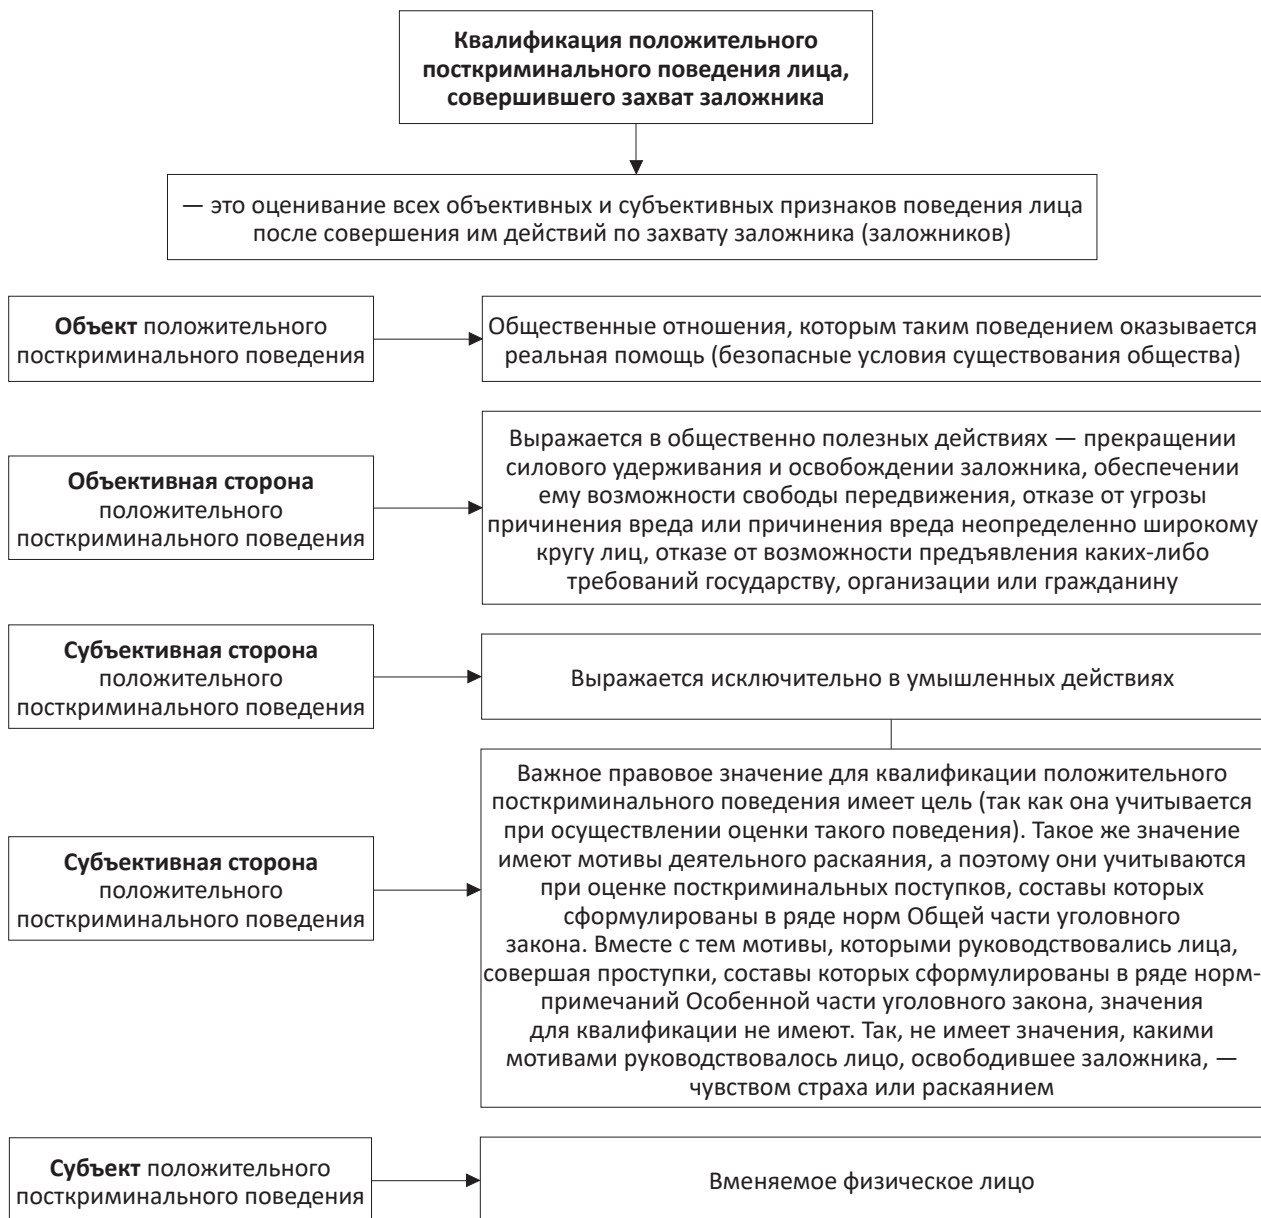 Квалификация положительного
посткриминального поведения лица,
совершившего захват заложника
— это оценивание всех объективных и субъективных признаков поведения лица
после совершения им действий по захвату заложника (заложников)
Объект положительного
посткриминального поведения
Общественные отношения, которым таким поведением оказывается
реальная помощь (безопасные условия существования общества)
Объективная сторона
положительного
посткриминального поведения
Выражается в общественно полезных действиях — прекращении
силового удерживания и освобождении заложника, обеспечении
ему возможности свободы передвижения, отказе от угрозы
причинения вреда или причинения вреда неопределенно широкому
кругу лиц, отказе от возможности предъявления каких-либо
требований государству, организации или гражданину
Субъективная сторона
положительного
посткриминального поведения
Выражается исключительно в умышленных действиях
Субъективная сторона
положительного
посткриминального поведения
Важное правовое значение для квалификации положительного
посткриминального поведения имеет цель (так как она учитывается
при осуществлении оценки такого поведения). Такое же значение
имеют мотивы деятельного раскаяния, а поэтому они учитываются
при оценке посткриминальных поступков, составы которых
сформулированы в ряде норм Общей части уголовного
закона. Вместе с тем мотивы, которыми руководствовались лица,
совершая проступки, составы которых сформулированы в ряде норм-
примечаний Особенной части уголовного закона, значения
для квалификации не имеют. Так, не имеет значения, какими
мотивами руководствовалось лицо, освободившее заложника, —
чувством страха или раскаянием
Субъект положительного
посткриминального поведения
Вменяемое физическое лицо